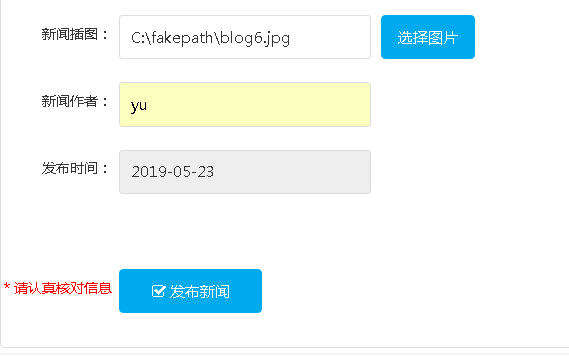 新闻插图： C:\fakepath\blog6.jpg 选择图片
新闻作者： yu
发布时间： 2019-05-23
* 请认真核对信息 发布新闻